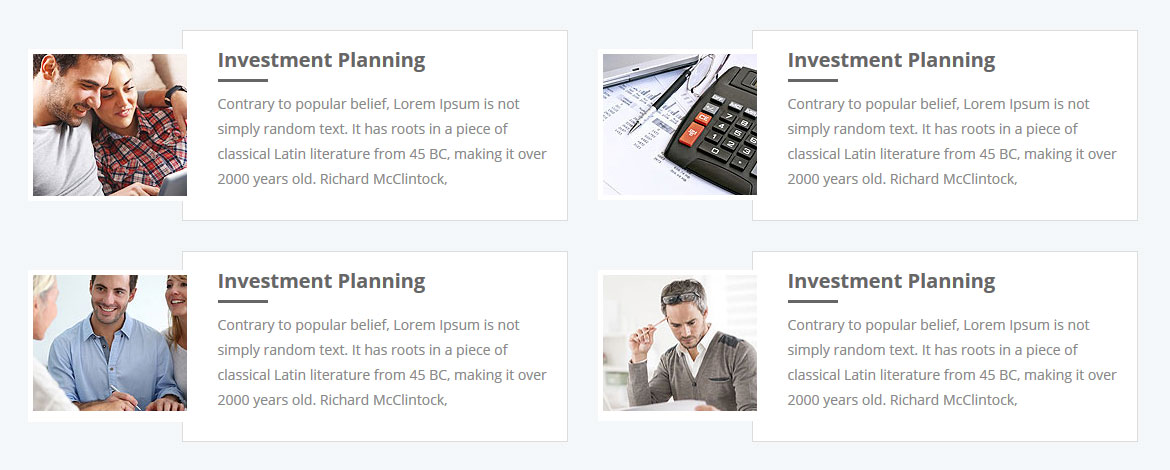 Investment Planning
Contrary to popular belief, Lorem Ipsum is not
simply random text. It has roots in a piece of
classical Latin literature from 45 BC, making it over
2000 years old. Richard McClintock,
Investment Planning
Contrary to popular belief, Lorem Ipsum is not
simply random text. It has roots in a piece of
classical Latin literature from 45 BC, making it over
2000 years old. Richard McClintock,
Investment Planning
Contrary to popular belief, Lorem Ipsum is not
simply random text. It has roots in a piece of
classical Latin literature from 45 BC, making it over
2000 years old. Richard McClintock,
Investment Planning
Contrary to popular belief, Lorem Ipsum is not
simply random text. It has roots in a piece of
classical Latin literature from 45 BC, making it over
2000 years old. Richard McClintock,